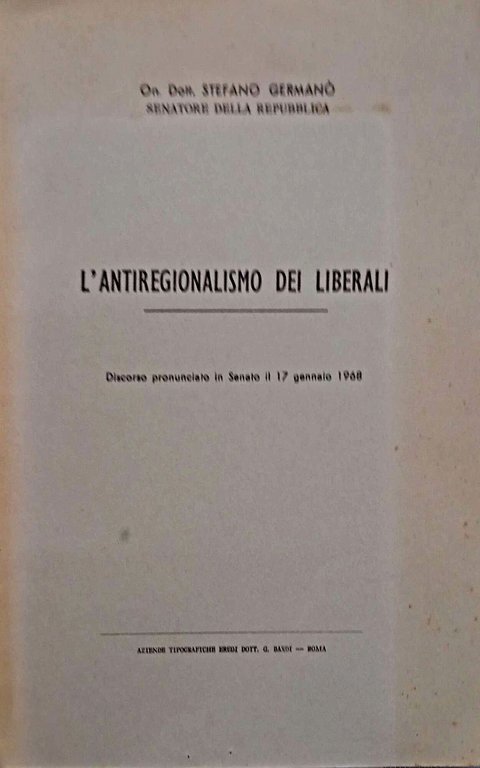 On. Dott. STEFANO GERMANÒ
SENATORE DELLA REPUBBLICA
L'ANTIREGIONALISMO DEI LIBERALI
Discorso pronunciato in Senato il 17 gennaio 1968
AZIENDE TIPOGRAFICHE EREDI DOTT. G. BARDI — ROMA